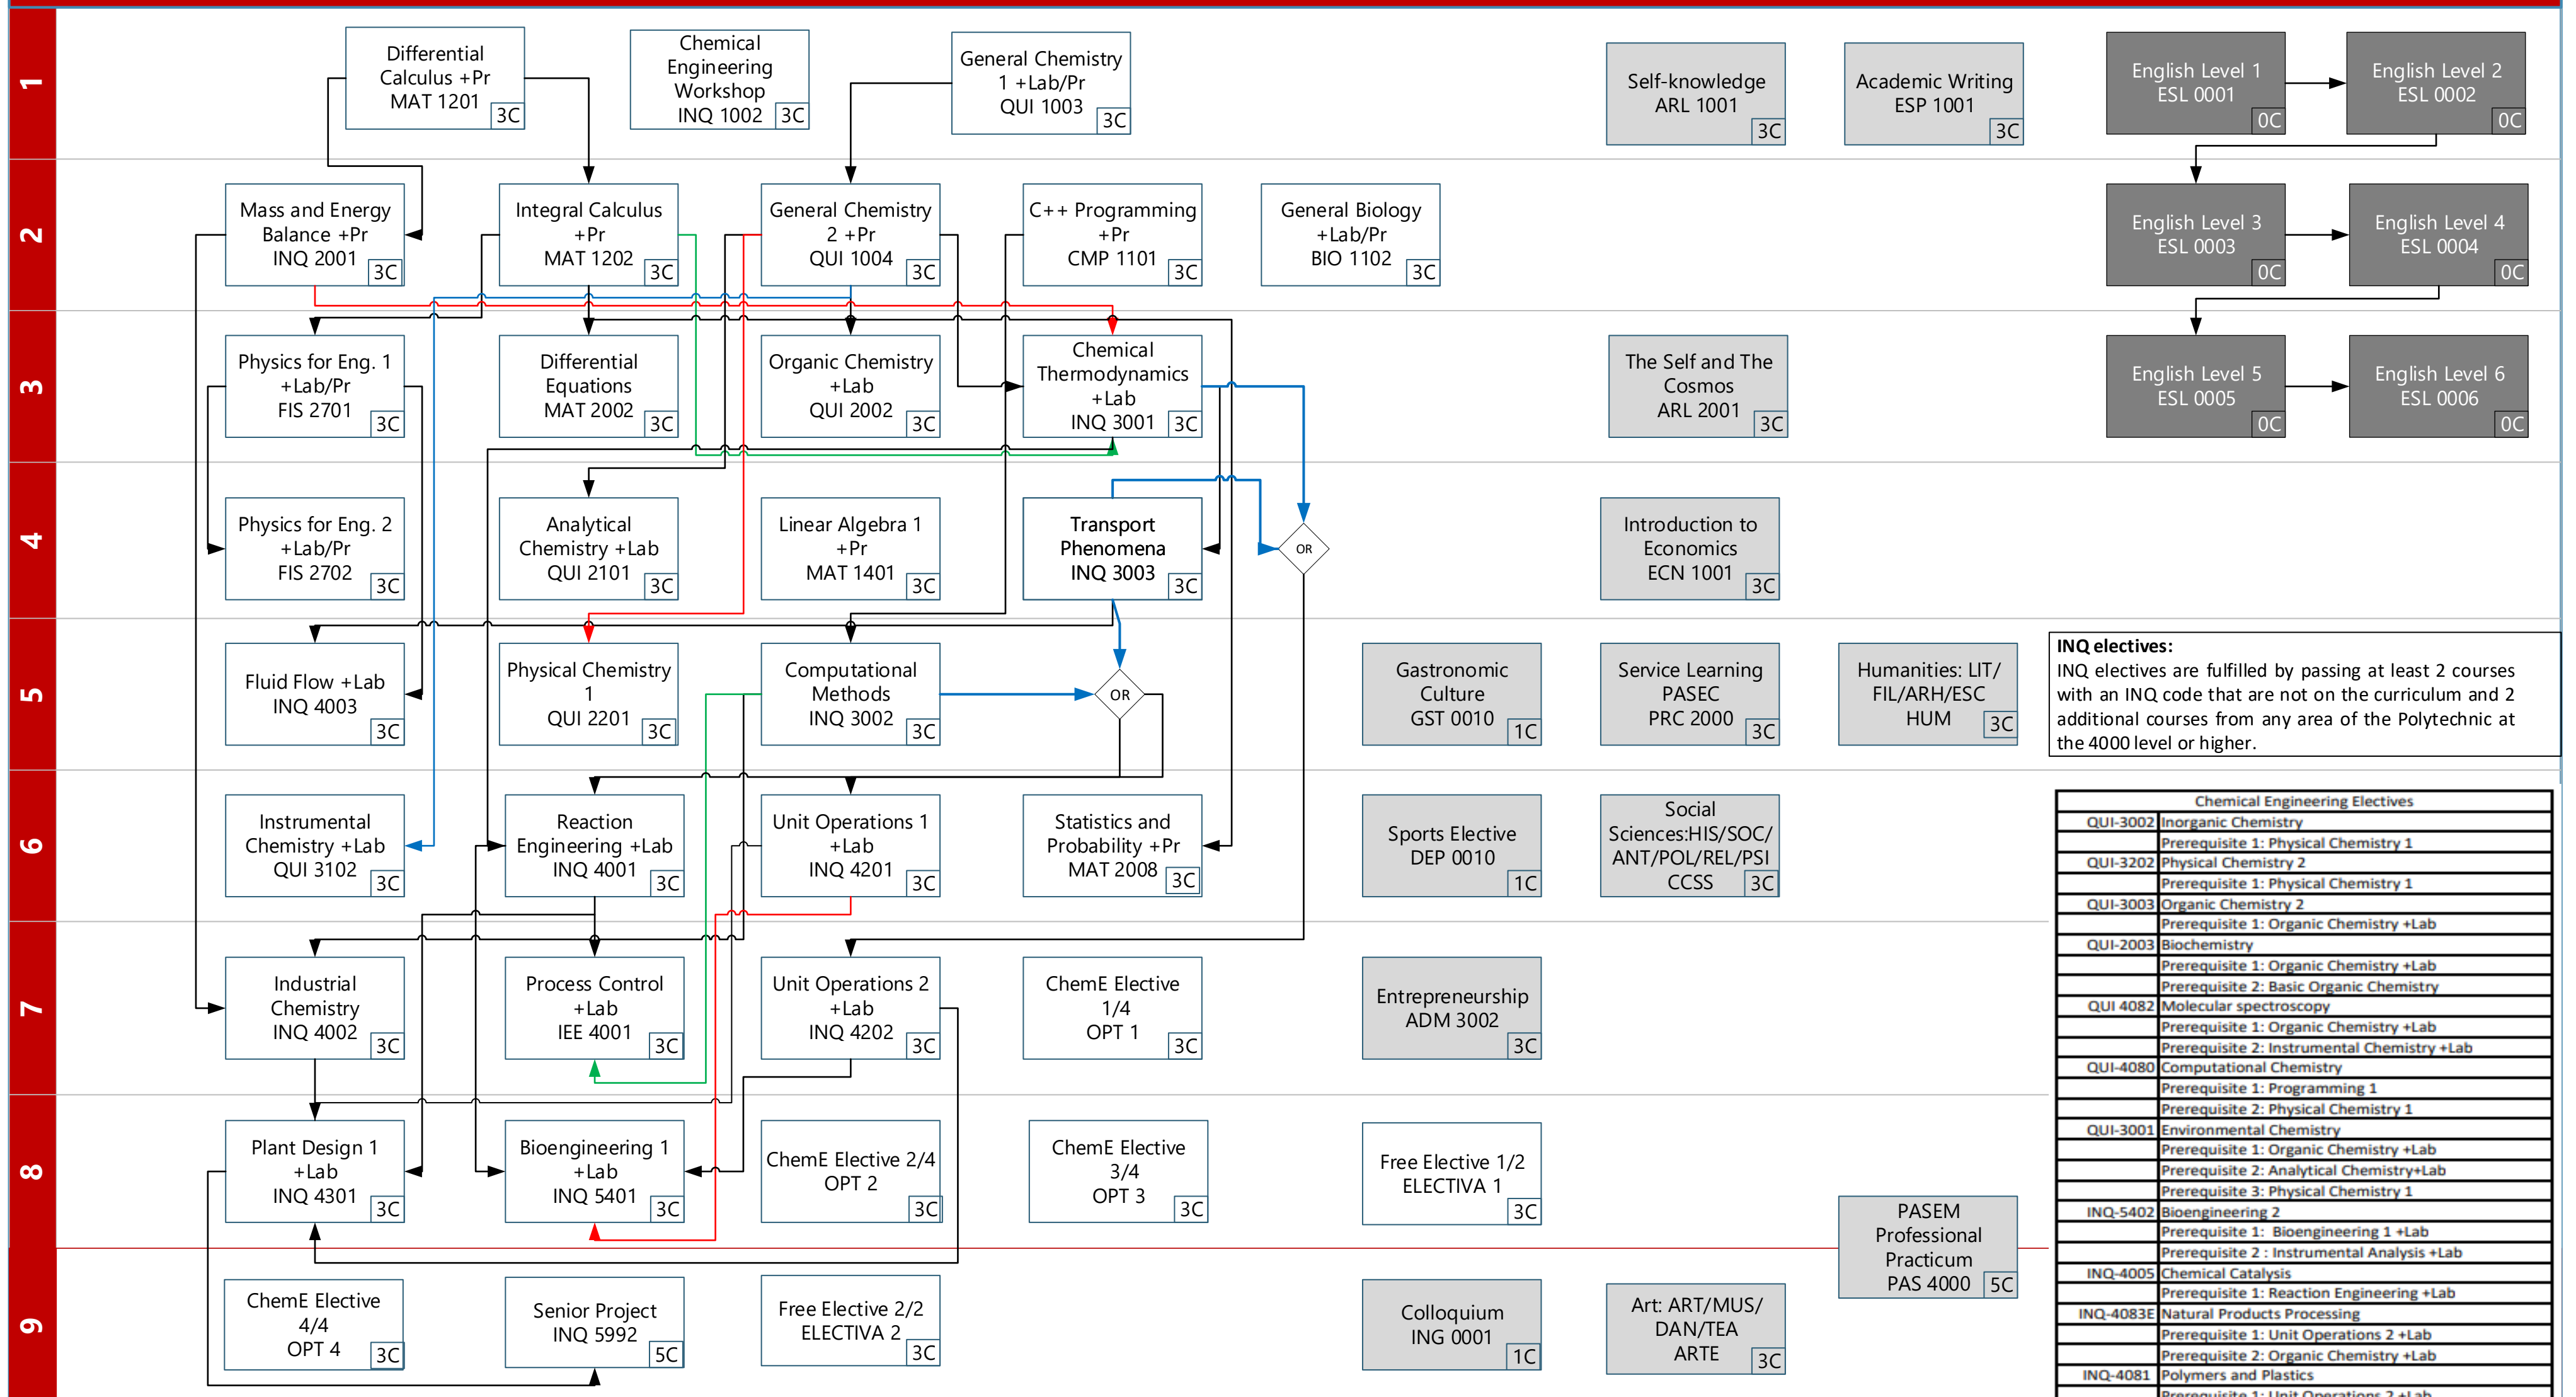 1
Differential
Calculus +Pr
MAT 1201
3C
Chemical
Engineering
Workshop
INQ 1002
3C
General Chemistry
1 +Lab/Pr
QUI 1003
3C
Self-knowledge
ARL 1001
3C
Academic Writing
ESP 1001
3C
English Level 1
ESL 0001
0C
English Level 2
ESL 0002
0C
2
Mass and Energy
Balance +Pr
INQ 2001
3C
Integral Calculus
+Pr
MAT 1202
3C
General Chemistry
2 +Pr
QUI 1004
3C
C++ Programming
+Pr
CMP 1101
3C
General Biology
+Lab/Pr
BIO 1102
3C
English Level 3
ESL 0003
0C
English Level 4
ESL 0004
0C
3
Physics for Eng. 1
+Lab/Pr
FIS 2701
3C
Differential
Equations
MAT 2002
3C
Organic Chemistry
+Lab
QUI 2002
3C
Chemical
Thermodynamics
+Lab
INQ 3001
3C
The Self and The
Cosmos
ARL 2001
3C
English Level 5
ESL 0005
0C
English Level 6
ESL 0006
0C
4
Physics for Eng. 2
+Lab/Pr
FIS 2702
3C
Analytical
Chemistry +Lab
QUI 2101
3C
Linear Algebra 1
+Pr
MAT 1401
3C
Transport
Phenomena
INQ 3003
3C
OR
Introduction to
Economics
ECN 1001
3C
5
Fluid Flow +Lab
INQ 4003
3C
Physical Chemistry
1
QUI 2201
3C
Computational
Methods
INQ 3002
3C
OR
Gastronomic
Culture
GST 0010
1C
Service Learning
PASEC
PRC 2000
3C
Humanities: LIT/
FIL/ARH/ESC
HUM
3C
INQ electives:
INQ electives are fulfilled by passing at least 2 courses
with an INQ code that are not on the curriculum and 2
additional courses from any area of the Polytechnic at
the 4000 level or higher.
6
Instrumental
Chemistry +Lab
QUI 3102
3C
Reaction
Engineering +Lab
INQ 4001
3C
Unit Operations 1
+Lab
INQ 4201
3C
Statistics and
Probability +Pr
MAT 2008
3C
Sports Elective
DEP 0010
1C
Social
Sciences:HIS/SOC/
ANT/POL/REL/PSI
CCSS
3C
7
Industrial
Chemistry
INQ 4002
3C
Process Control
+Lab
IEE 4001
3C
Unit Operations 2
+Lab
INQ 4202
3C
ChemE Elective
1/4
OPT 1
3C
Entrepreneurship
ADM 3002
3C
8
Plant Design 1
+Lab
INQ 4301
3C
Bioengineering 1
+Lab
INQ 5401
3C
ChemE Elective 2/4
OPT 2
3C
ChemE Elective
3/4
OPT 3
3C
Free Elective 1/2
ELECTIVA 1
3C
PASEM
Professional
Practicum
PAS 4000
5C
9
ChemE Elective
4/4
OPT 4
3C
Senior Project
INQ 5992
5C
Free Elective 2/2
ELECTIVA 2
3C
Colloquium
ING 0001
1C
Art: ART/MUS/
DAN/TEA
ARTE
3C
Chemical Engineering Electives
QUI-3002 Inorganic Chemistry
Prerequisite 1: Physical Chemistry 1
QUI-3202 Physical Chemistry 2
Prerequisite 1: Physical Chemistry 1
QUI-3003 Organic Chemistry 2
Prerequisite 1: Organic Chemistry +Lab
QUI-2003 Biochemistry
Prerequisite 1: Organic Chemistry +Lab
Prerequisite 2: Basic Organic Chemistry
QUI 4082 Molecular spectroscopy
Prerequisite 1: Organic Chemistry +Lab
Prerequisite 2: Instrumental Chemistry +Lab
QUI-4080 Computational Chemistry
Prerequisite 1: Programming 1
Prerequisite 2: Physical Chemistry 1
QUI-3001 Environmental Chemistry
Prerequisite 1: Organic Chemistry +Lab
Prerequisite 2: Analytical Chemistry+Lab
Prerequisite 3: Physical Chemistry 1
INQ-5402 Bioengineering 2
Prerequisite 1: Bioengineering 1 +Lab
Prerequisite 2 : Instrumental Analysis +Lab
INQ-4005 Chemical Catalysis
Prerequisite 1: Reaction Engineering +Lab
INQ-4083E Natural Products Processing
Prerequisite 1: Unit Operations 2 +Lab
Prerequisite 2: Organic Chemistry +Lab
INQ-4081 Polymers and Plastics
Prerequisite 1: Unit Operations 2 +Lab